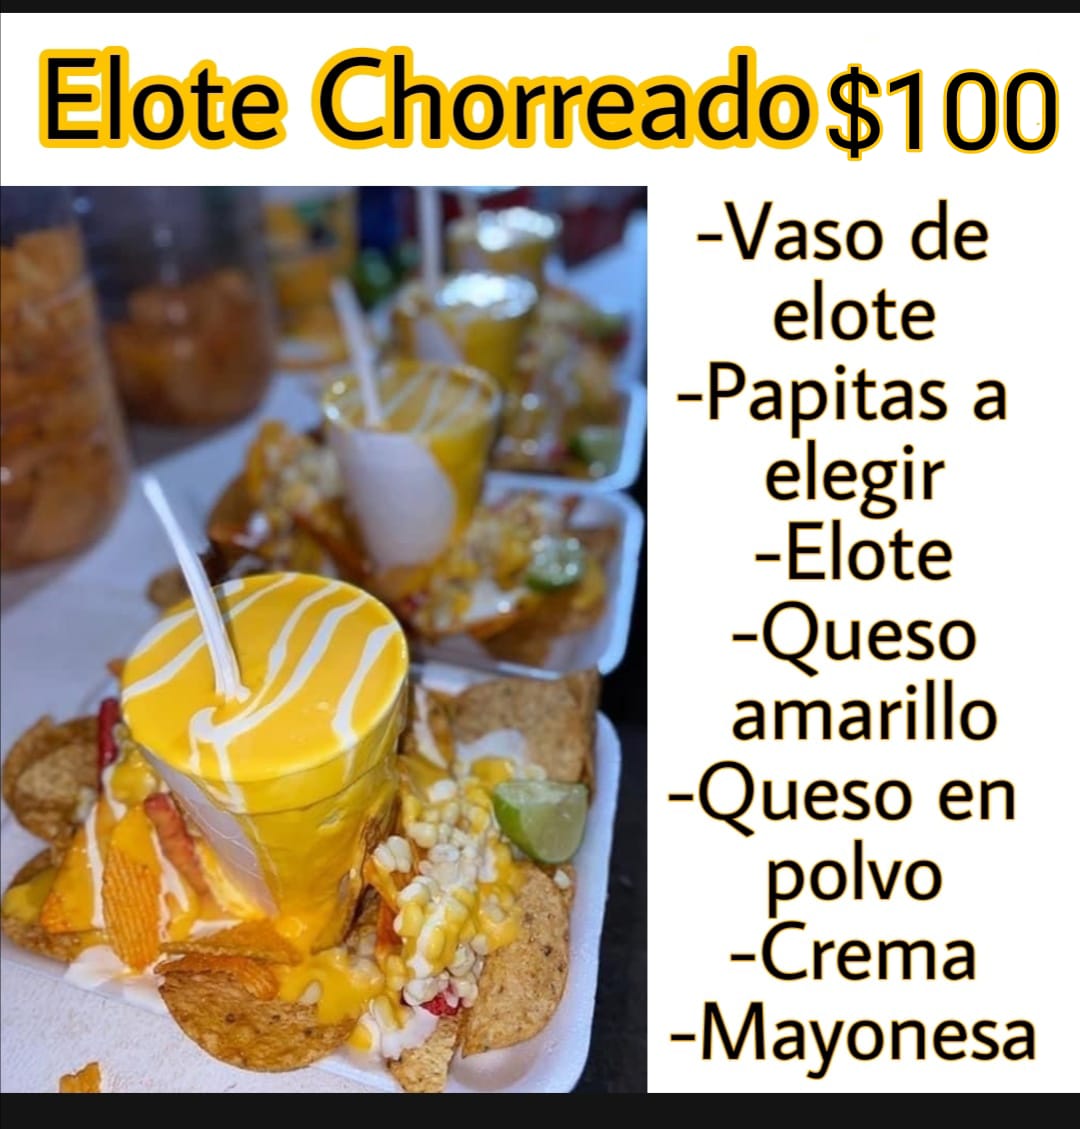 Elote Chorreado $100
-Vaso de
elote
-Papitas a
elegir
-Elote
-Queso
amarillo
-Queso en
polvo
-Crema
-Mayonesa